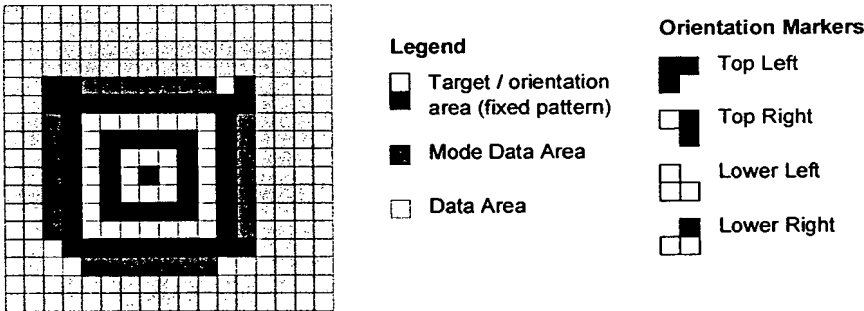 Legend
Target / orientation
area (fixed pattern)
Mode Data Area
Data Area
Orientation Markers
Top Left
Top Right
Lower Left
Lower Right